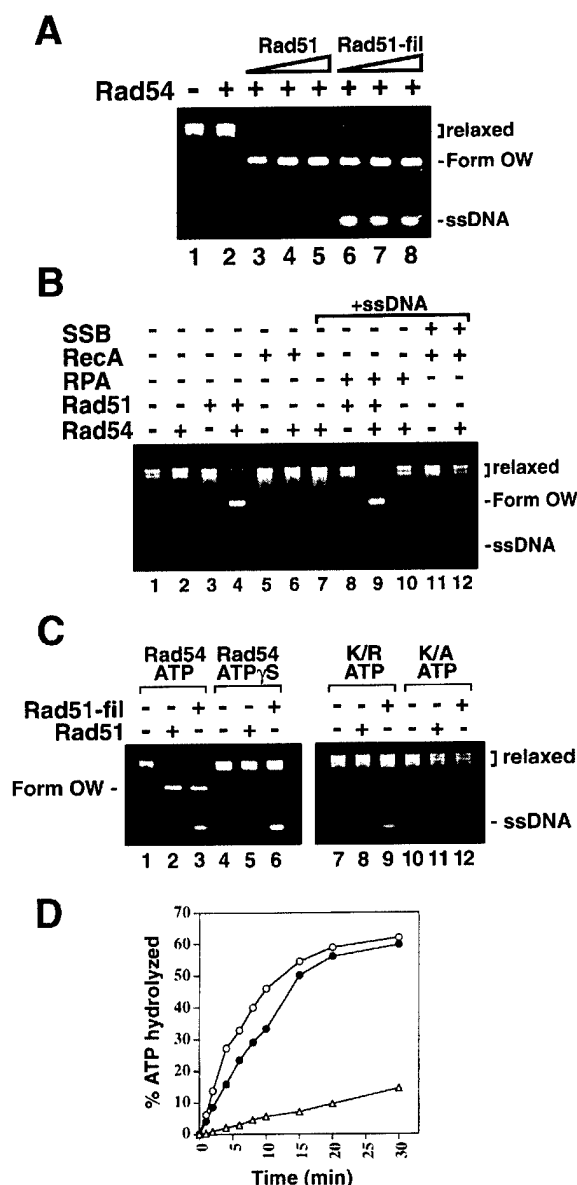 A
Rad51 Rad51-fil
Rad54 - + + + + + + +
]relaxed
-Form OW
-ssDNA
1 2 3 4 5 6 7 8
B
+ssDNA
SSB - - - - - - - - - - + +
RecA - - - - + + - - - - + +
RPA - - - - - - - + + + - -
Rad51 - - + + - - - + + - - -
Rad54 - + - + - + + - + + - +
]relaxed
-Form OW
-ssDNA
1 2 3 4 5 6 7 8 9 10 11 12
C
Rad54 Rad54 K/R K/A
ATP ATPγS ATP ATP
Rad51-fil - - + - - + - - + - - +
Rad51 - + - - + - - + - - + -
] relaxed
Form OW -
- ssDNA
1 2 3 4 5 6 7 8 9 10 11 12
D
% ATP hydrolyzed
70
60
50
40
30
20
10
0
0 5 10 15 20 25 30
Time (min)